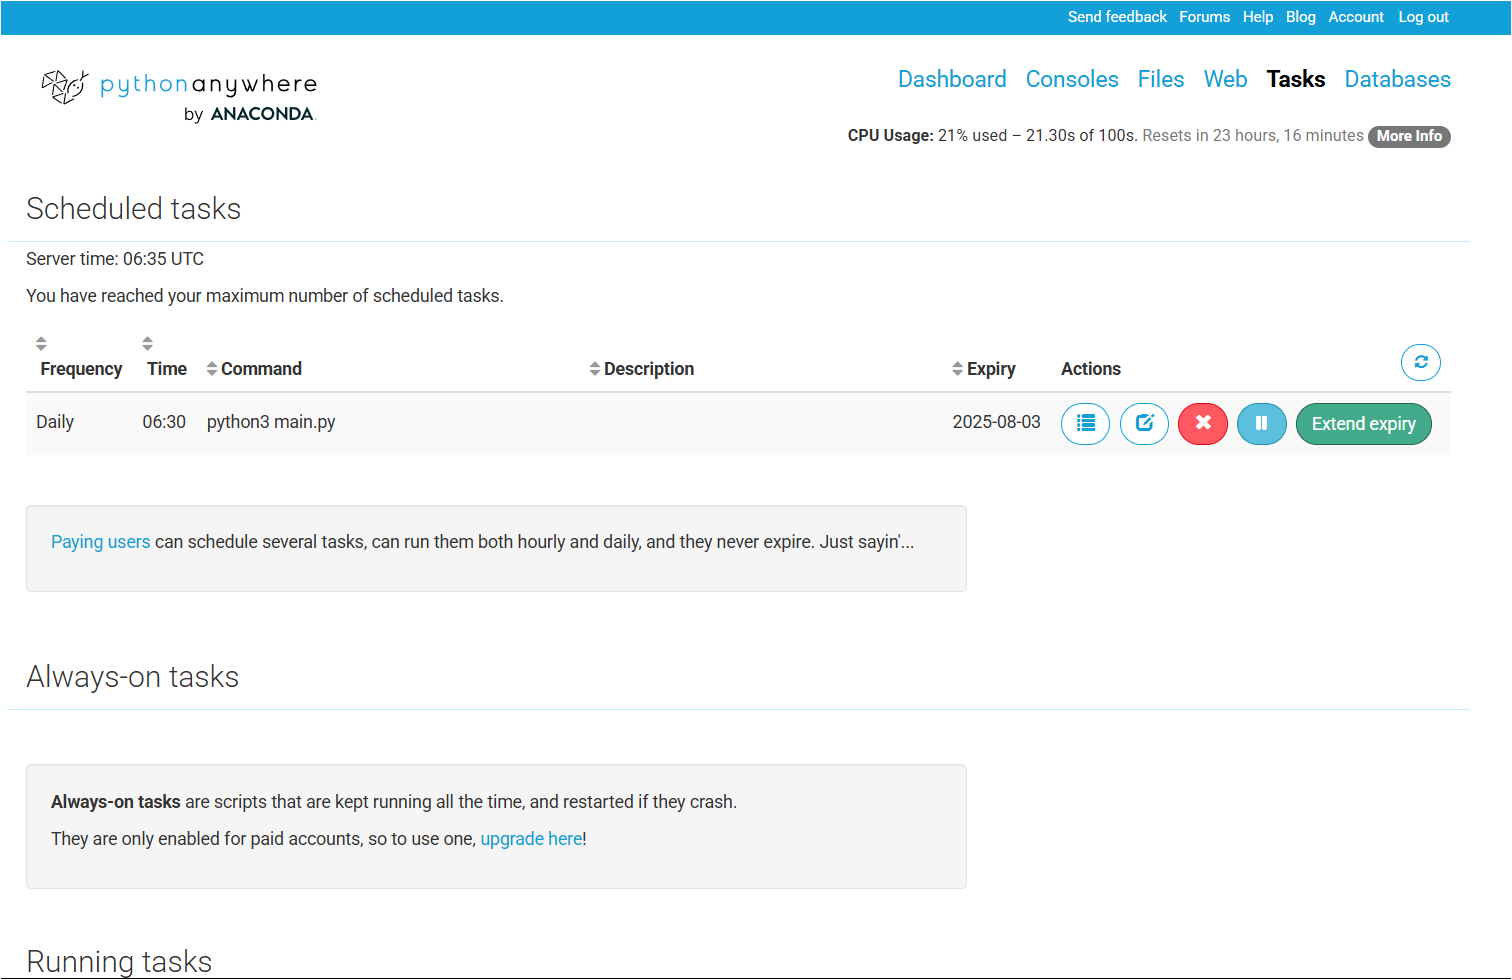 Send feedback Forums Help Blog Account Log out
pythonanywhere
by ANACONDA.
Dashboard Consoles Files Web Tasks Databases
CPU Usage: 21% used – 21.30s of 100s. Resets in 23 hours, 16 minutes More Info
Scheduled tasks
Server time: 06:35 UTC
You have reached your maximum number of scheduled tasks.
Frequency Time Command Description Expiry Actions
Daily 06:30 python3 main.py 2025-08-03 Extend expiry
Paying users can schedule several tasks, can run them both hourly and daily, and they never expire. Just sayin'...
Always-on tasks
Always-on tasks are scripts that are kept running all the time, and restarted if they crash.
They are only enabled for paid accounts, so to use one, upgrade here!
Running tasks